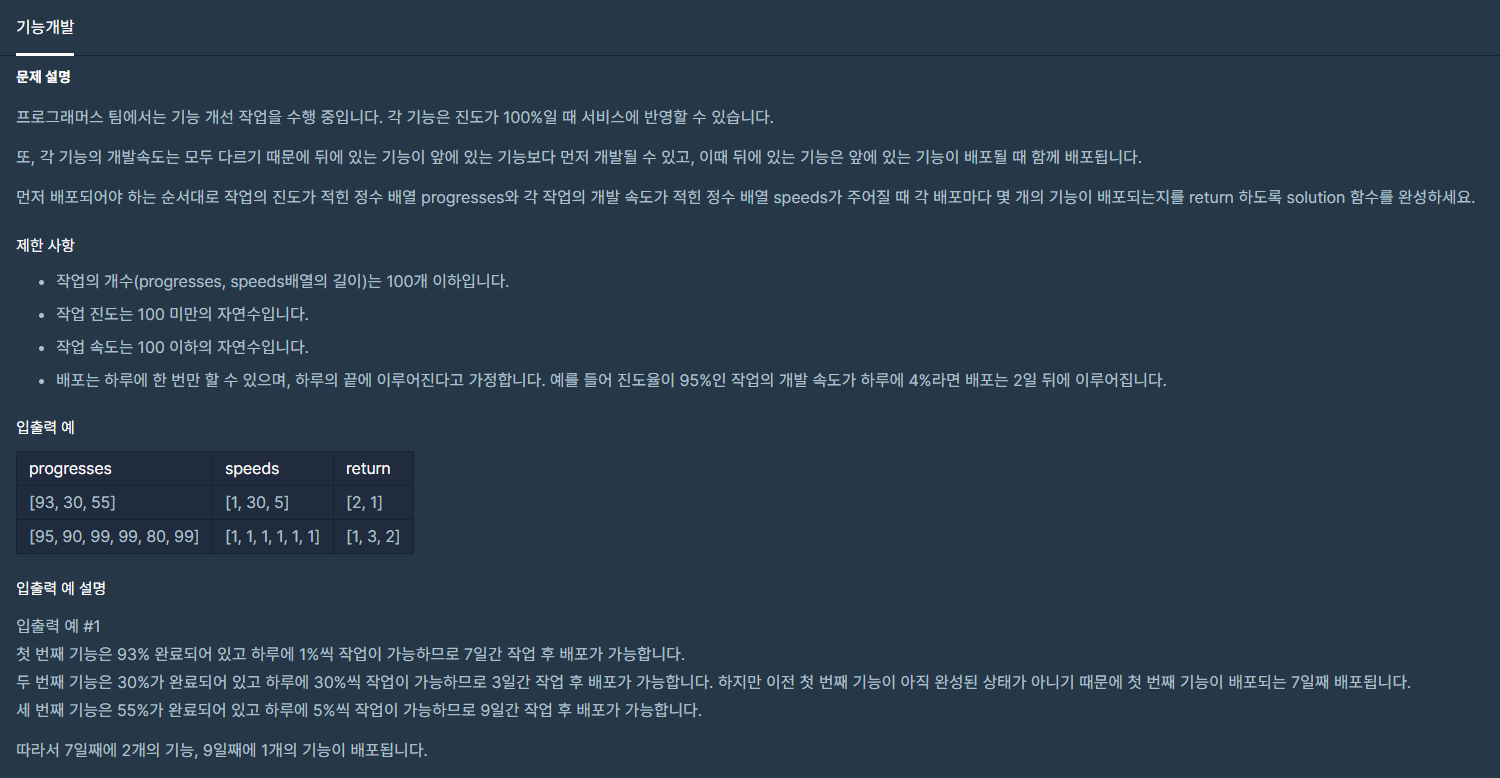 기능개발
문제 설명
프로그래머스 팀에서는 기능 개선 작업을 수행 중입니다. 각 기능은 진도가 100%일 때 서비스에 반영할 수 있습니다.
또, 각 기능의 개발속도는 모두 다르기 때문에 뒤에 있는 기능이 앞에 있는 기능보다 먼저 개발될 수 있고, 이때 뒤에 있는 기능은 앞에 있는 기능이 배포될 때 함께 배포됩니다.
먼저 배포되어야 하는 순서대로 작업의 진도가 적힌 정수 배열 progresses와 각 작업의 개발 속도가 적힌 정수 배열 speeds가 주어질 때 각 배포마다 몇 개의 기능이 배포되는지를 return 하도록 solution 함수를 완성하세요.
제한 사항
• 작업의 개수(progresses, speeds배열의 길이)는 100개 이하입니다.
• 작업 진도는 100 미만의 자연수입니다.
• 작업 속도는 100 이하의 자연수입니다.
• 배포는 하루에 한 번만 할 수 있으며, 하루의 끝에 이루어진다고 가정합니다. 예를 들어 진도율이 95%인 작업의 개발 속도가 하루에 4%라면 배포는 2일 뒤에 이루어집니다.
입출력 예
progresses speeds return
[93, 30, 55] [1, 30, 5] [2, 1]
[95, 90, 99, 99, 80, 99] [1, 1, 1, 1, 1, 1] [1, 3, 2]
입출력 예 설명
입출력 예 #1
첫 번째 기능은 93% 완료되어 있고 하루에 1%씩 작업이 가능하므로 7일간 작업 후 배포가 가능합니다.
두 번째 기능은 30%가 완료되어 있고 하루에 30%씩 작업이 가능하므로 3일간 작업 후 배포가 가능합니다. 하지만 이전 첫 번째 기능이 아직 완성된 상태가 아니기 때문에 첫 번째 기능이 배포되는 7일째 배포됩니다.
세 번째 기능은 55%가 완료되어 있고 하루에 5%씩 작업이 가능하므로 9일간 작업 후 배포가 가능합니다.
따라서 7일째에 2개의 기능, 9일째에 1개의 기능이 배포됩니다.